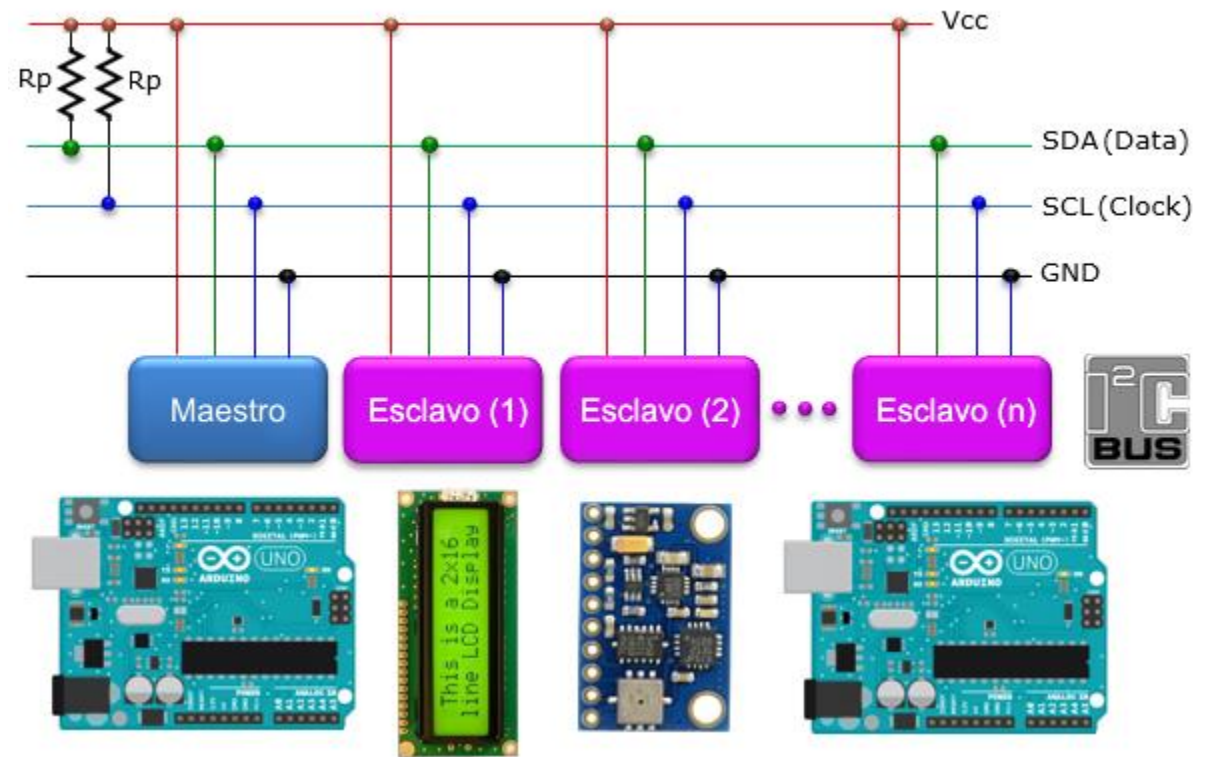 Vcc
Rp
Rp
SDA (Data)
SCL (Clock)
GND
Maestro
Esclavo (1)
Esclavo (2)
Esclavo (n)
I²C
BUS
ARDUINO
UNO
This is a 2x16
line LCD Display
ARDUINO
UNO